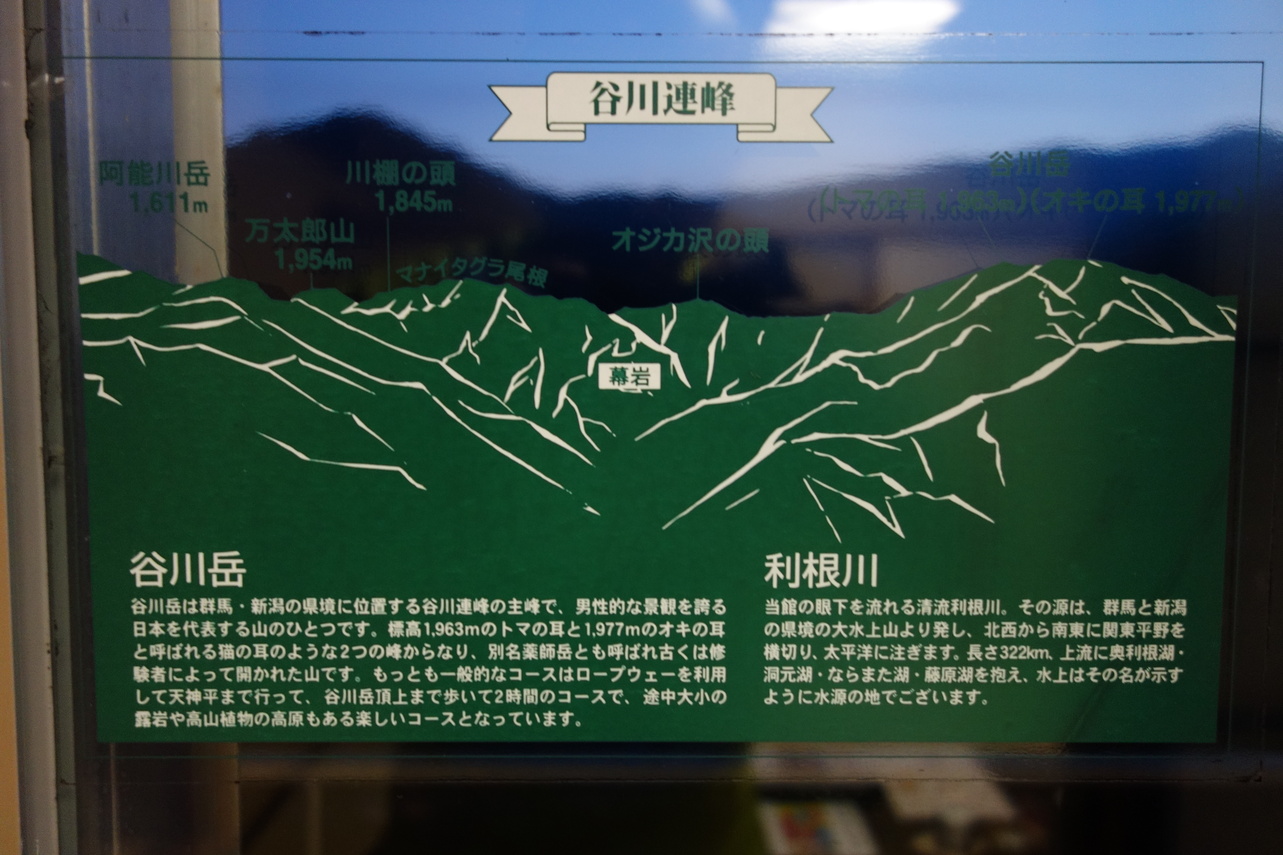 谷川連峰
阿能川岳
1,611m
川棚の頭
1,845m
谷川岳
(トマの耳 1,963m)(オキの耳 1,977m)
万太郎山
1,954m
オジカ沢の頭
マナイタグラ尾根
幕岩
谷川岳
谷川岳は群馬・新潟の県境に位置する谷川連峰の主峰で、男性的な景観を誇る
日本を代表する山のひとつです。標高1,963mのトマの耳と1,977mのオキの耳
と呼ばれる猫の耳のような2つの峰からなり、別名薬師岳とも呼ばれ古くは修
験者によって開かれた山です。もっとも一般的なコースはロープウェーを利用
して天神平まで行って、谷川岳頂上まで歩いて2時間のコースで、途中大小の
露岩や高山植物の高原もある楽しいコースとなっています。
利根川
当館の眼下を流れる清流利根川。その源は、群馬と新潟
の県境の大水上山より発し、北西から南東に関東平野を
横切り、太平洋に注ぎます。長さ322km、上流に奥利根湖・
洞元湖・ならまた湖・藤原湖を抱え、水上はその名が示す
ように水源の地でございます。